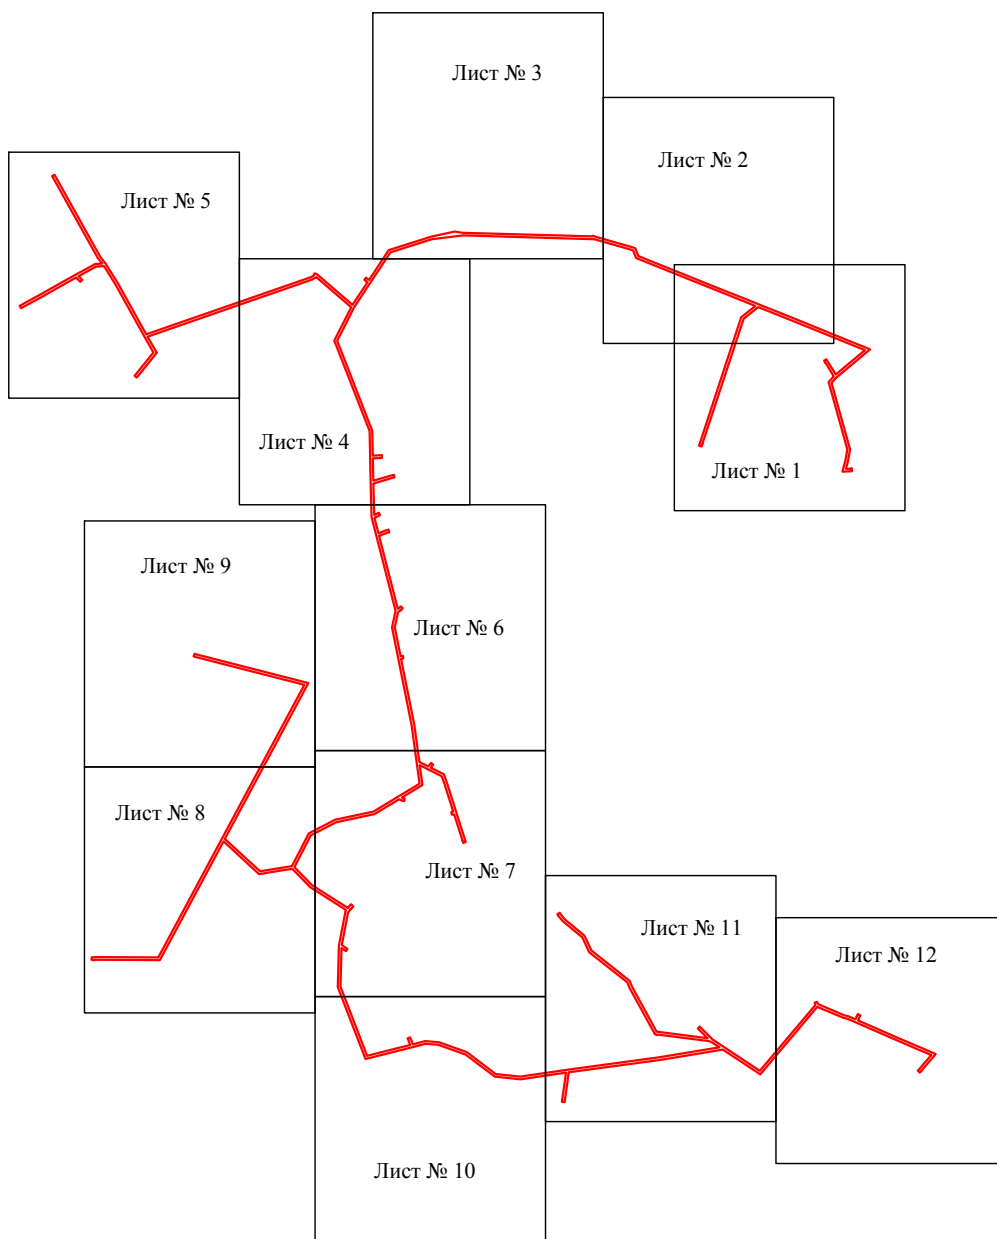 Лист № 3
Лист № 2
Лист № 5
Лист № 4
Лист № 1
Лист № 9
Лист № 6
Лист № 8
Лист № 7
Лист № 11
Лист № 12
Лист № 10